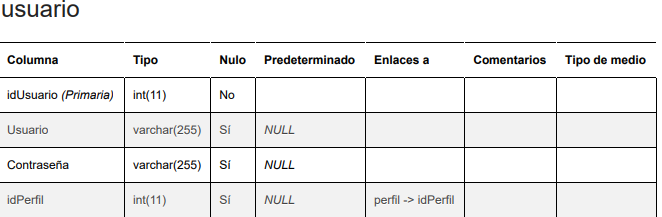 usuario
Columna Tipo Nulo Predeterminado Enlaces a Comentarios Tipo de medio
idUsuario (Primaria) int(11) No
Usuario varchar(255) Sí NULL
Contraseña varchar(255) Sí NULL
idPerfil int(11) Sí NULL perfil -> idPerfil